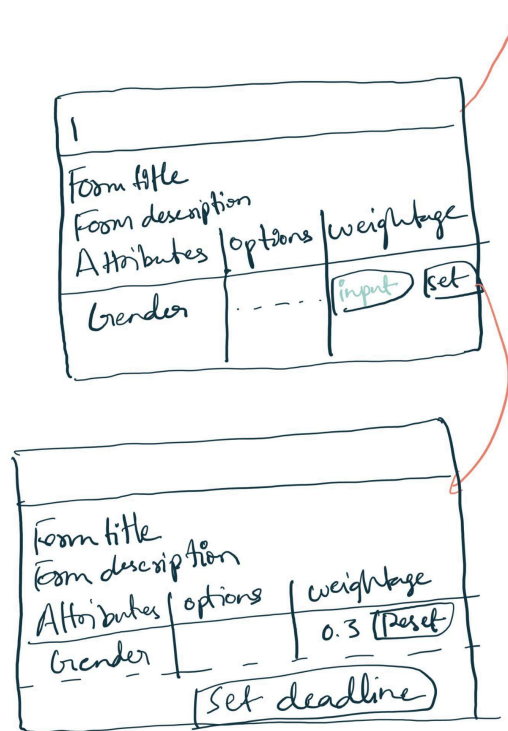 Form title
Form description
Attributes options weightage
Gender input set
Form title
Form description
Attributes options weightage
Gender 0.3 Reset
Set deadline